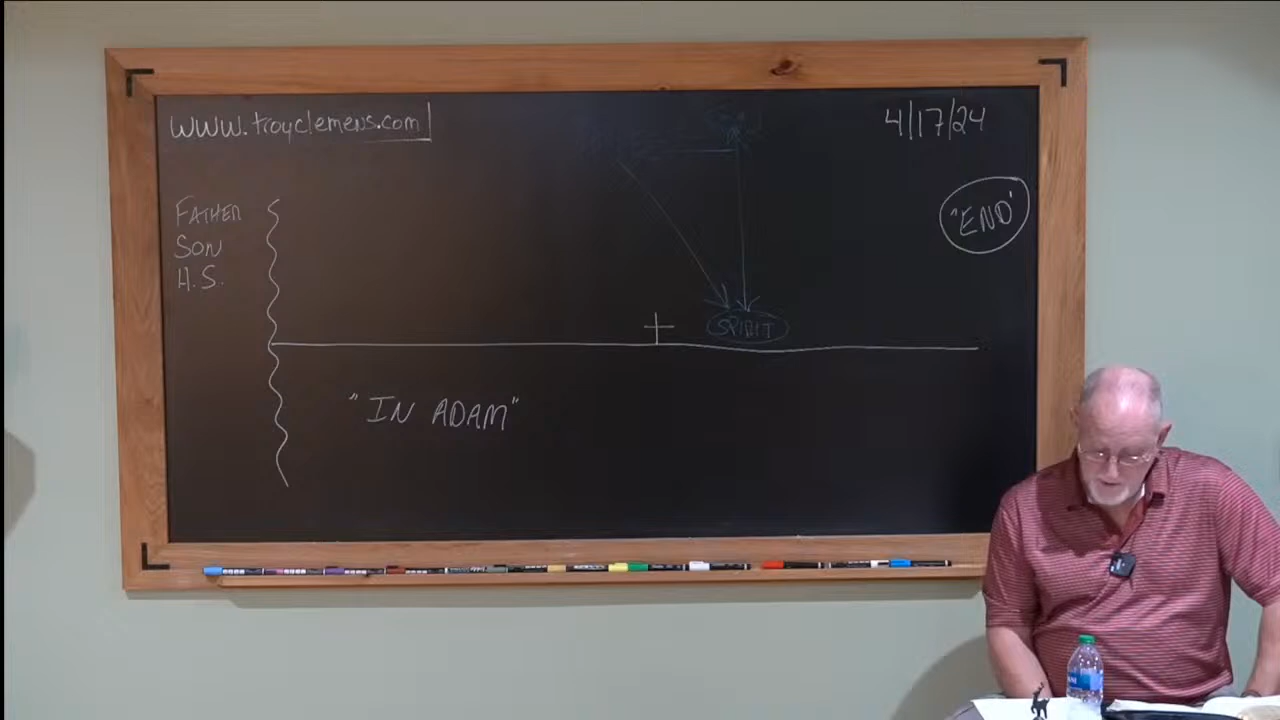 www.troyclemens.com
4/17/24
FATHER
SON
H.S.
"END"
SPIRIT
"IN ADAM"